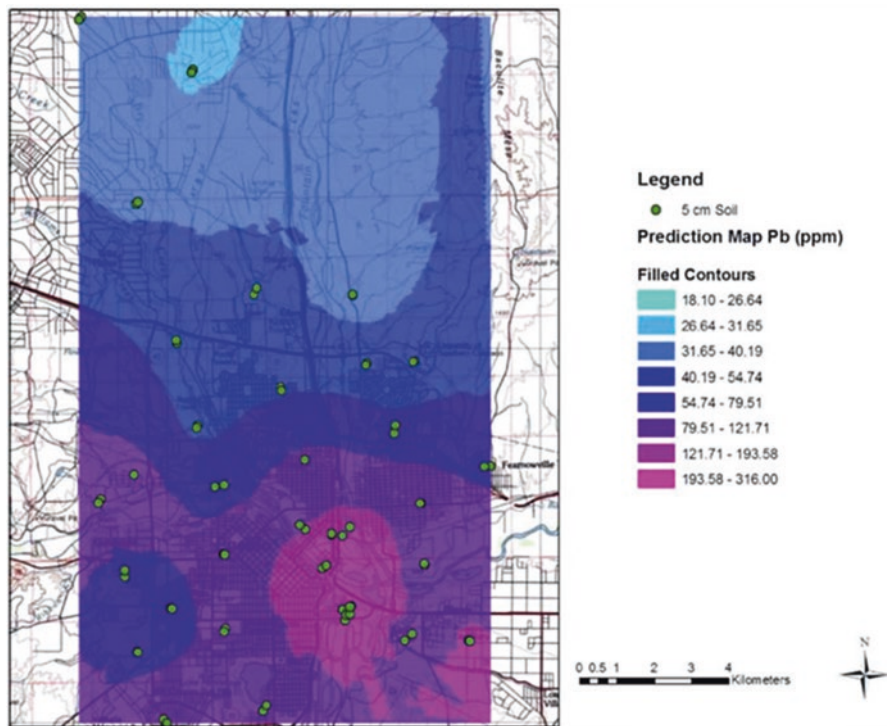 Creek
Mesa
Fearnowville
Legend
5 cm Soil
Prediction Map Pb (ppm)
Filled Contours
18.10 - 26.64
26.64 - 31.65
31.65 - 40.19
40.19 - 54.74
54.74 - 79.51
79.51 - 121.71
121.71 - 193.58
193.58 - 316.00
N
0 0.5 1 2 3 4
Kilometers